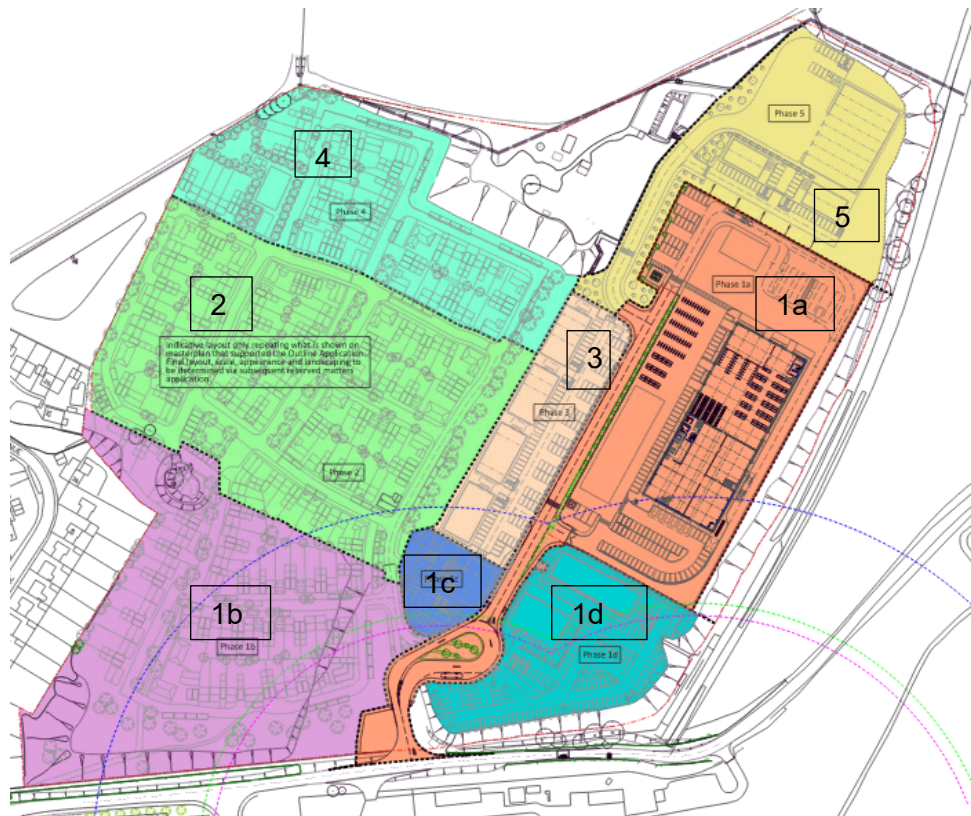 Phase 5
4
Phase 4
5
Phase 1a
1a
2
Indicative layout only, repeating what is shown on
masterplan that supported the Outline Application.
Final layout, scale, appearance and landscaping to
be determined via subsequent reserved matters
application.
3
Phase 3
Phase 2
1c
1b
1d
Phase 1b
Phase 1d